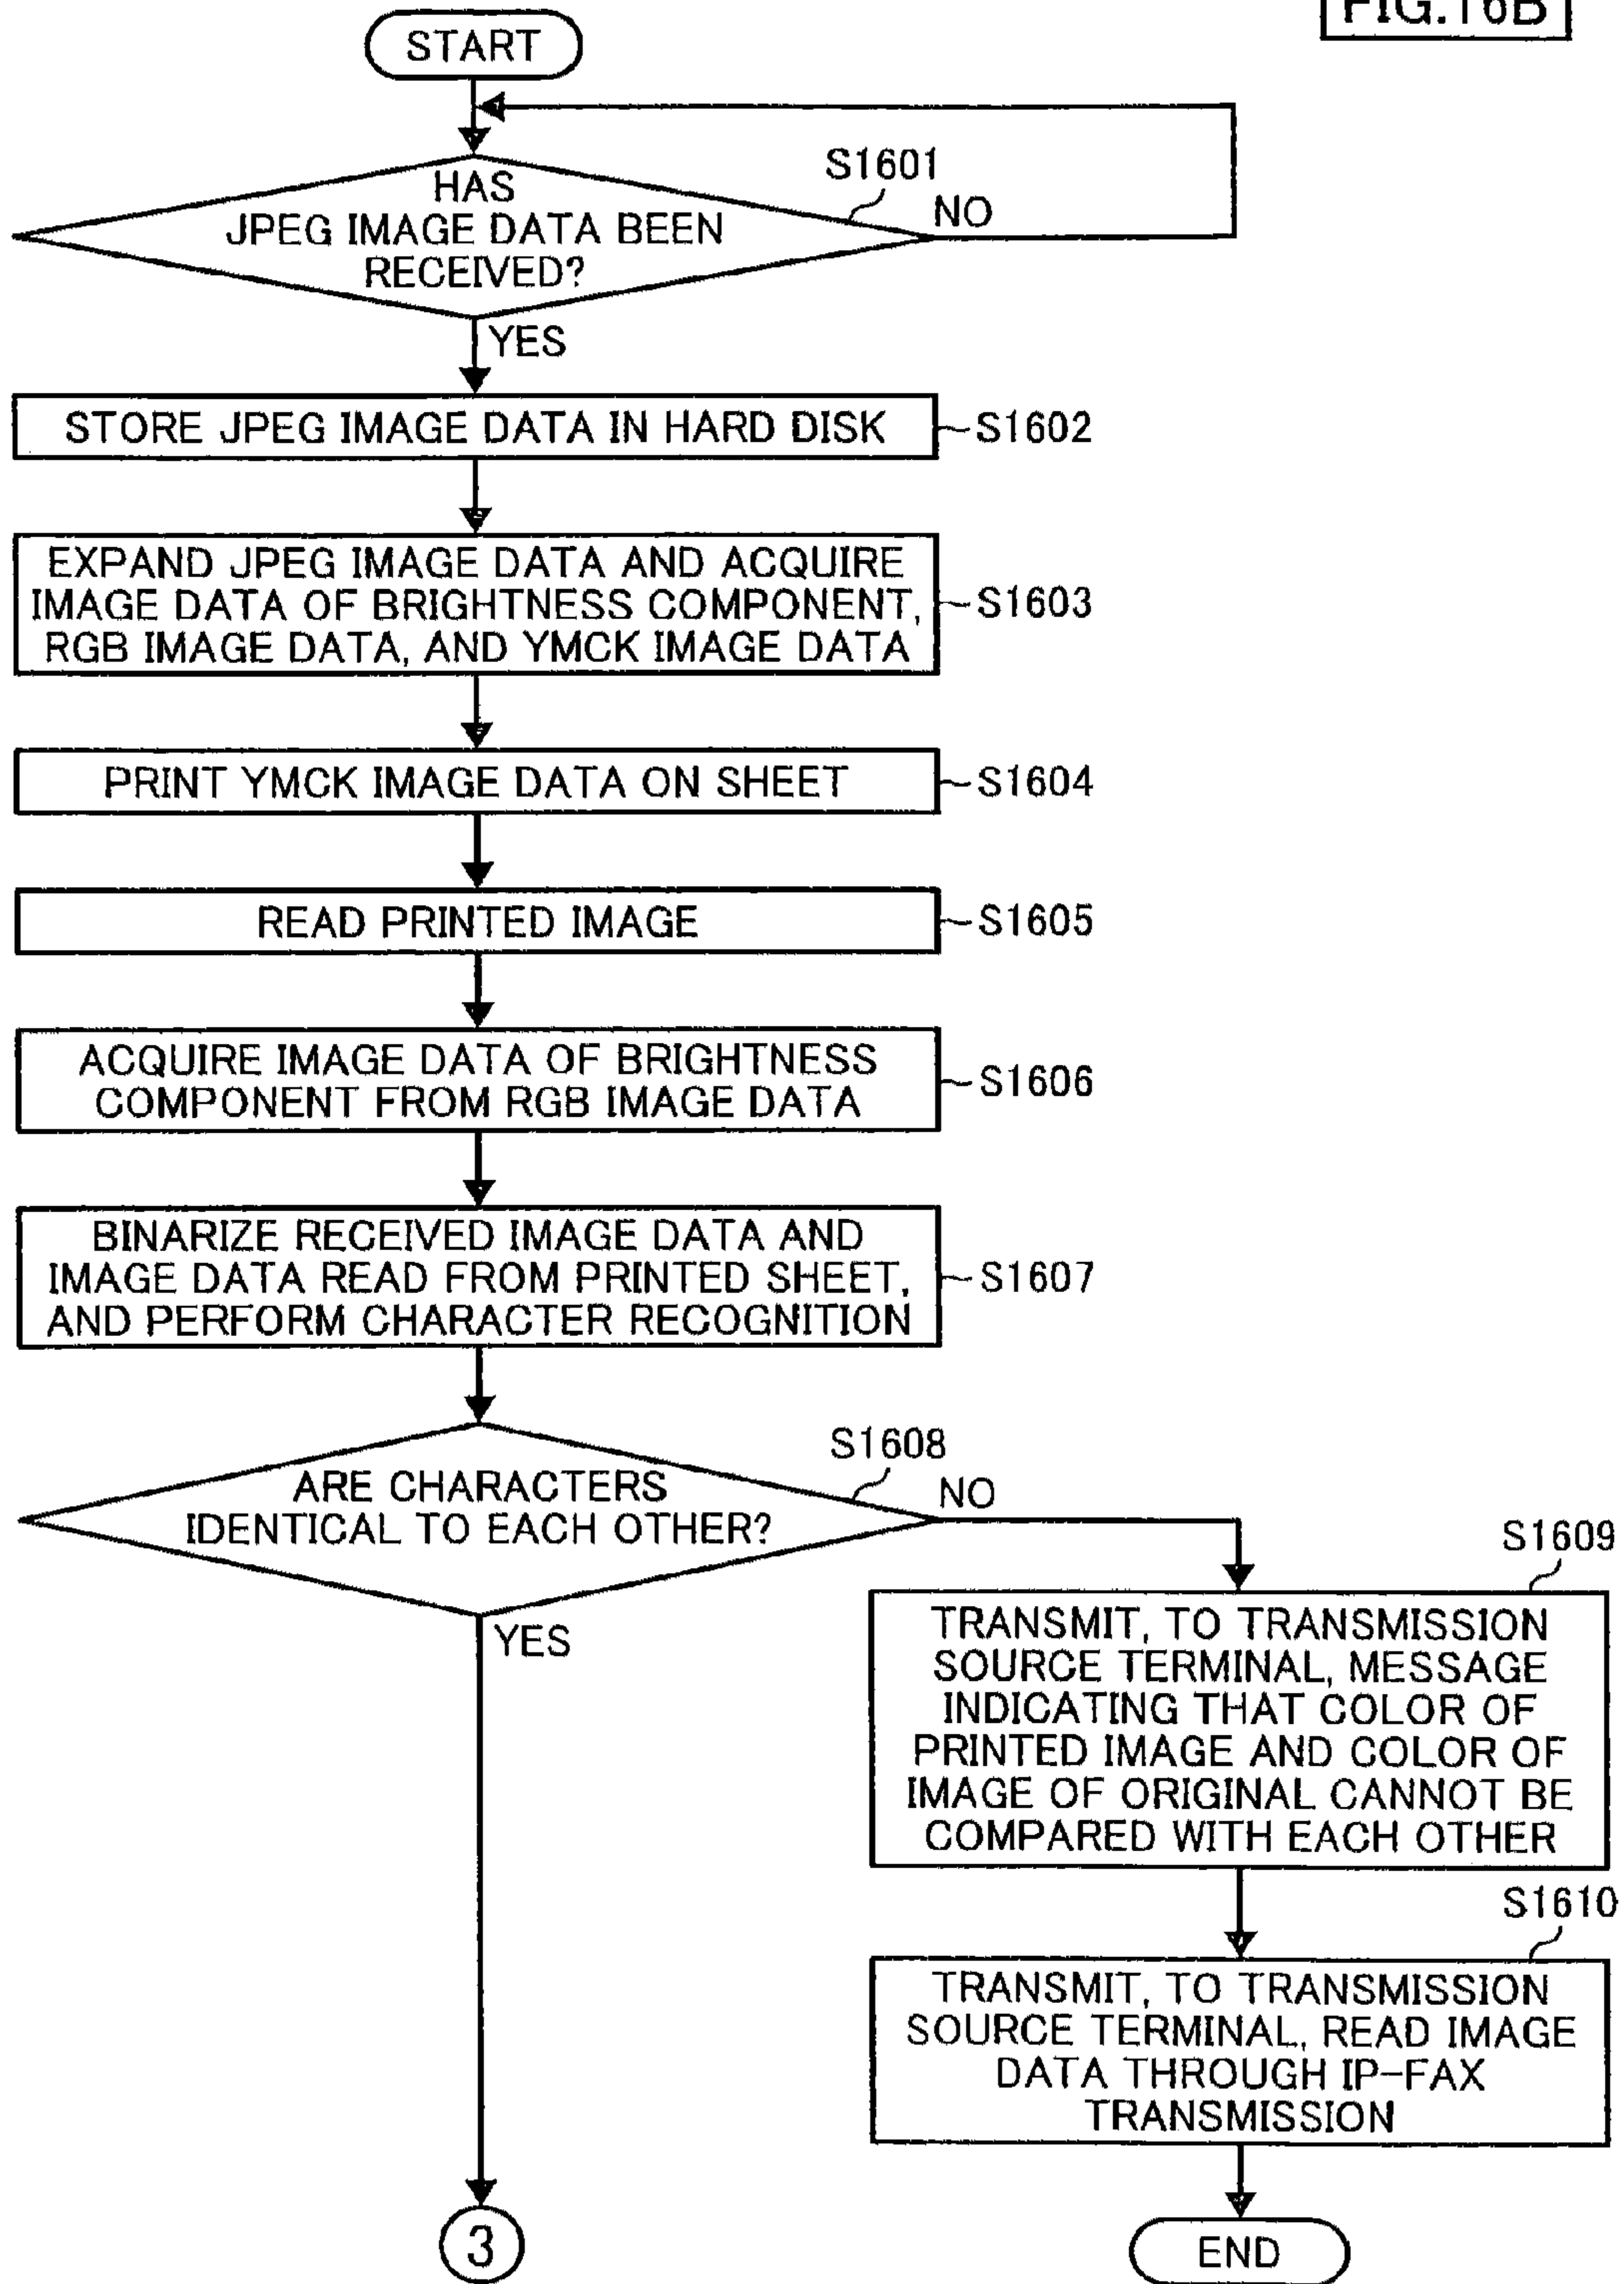 FIG.16B
START
HAS
JPEG IMAGE DATA BEEN
RECEIVED?
S1601
NO
YES
STORE JPEG IMAGE DATA IN HARD DISK
S1602
EXPAND JPEG IMAGE DATA AND ACQUIRE
IMAGE DATA OF BRIGHTNESS COMPONENT,
RGB IMAGE DATA, AND YMCK IMAGE DATA
S1603
PRINT YMCK IMAGE DATA ON SHEET
S1604
READ PRINTED IMAGE
S1605
ACQUIRE IMAGE DATA OF BRIGHTNESS
COMPONENT FROM RGB IMAGE DATA
S1606
BINARIZE RECEIVED IMAGE DATA AND
IMAGE DATA READ FROM PRINTED SHEET,
AND PERFORM CHARACTER RECOGNITION
S1607
ARE CHARACTERS
IDENTICAL TO EACH OTHER?
S1608
NO
YES
S1609
TRANSMIT, TO TRANSMISSION
SOURCE TERMINAL, MESSAGE
INDICATING THAT COLOR OF
PRINTED IMAGE AND COLOR OF
IMAGE OF ORIGINAL CANNOT BE
COMPARED WITH EACH OTHER
S1610
TRANSMIT, TO TRANSMISSION
SOURCE TERMINAL, READ IMAGE
DATA THROUGH IP-FAX
TRANSMISSION
3
END